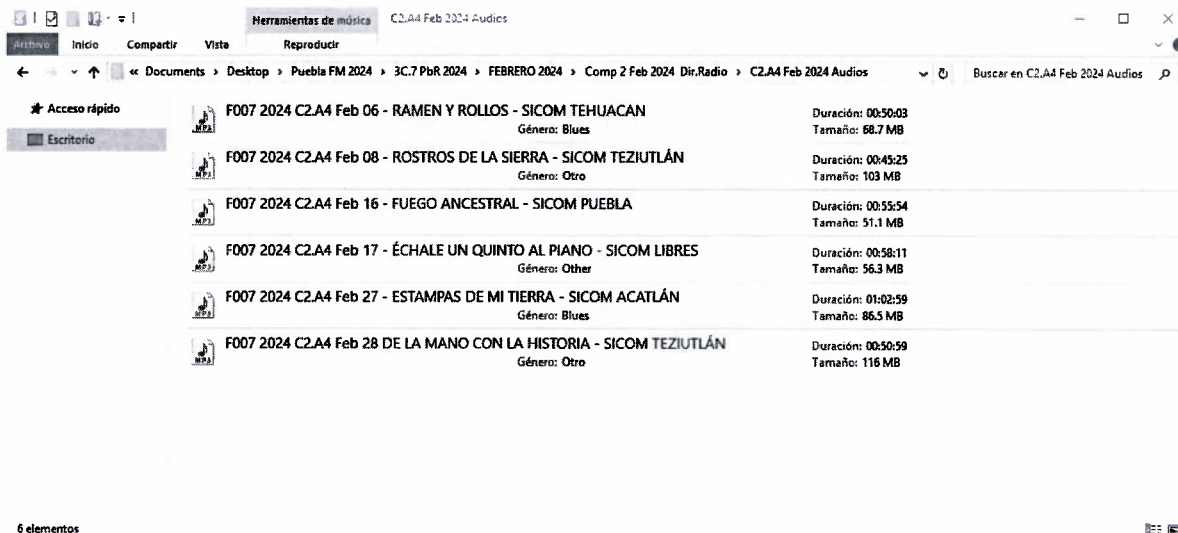 Herramientas de música C2.A4 Feb 2024 Audios
Archivo Inicio Compartir Vista Reproducir
« Documents › Desktop › Puebla FM 2024 › 3C.7 PbR 2024 › FEBRERO 2024 › Comp 2 Feb 2024 Dir.Radio › C2.A4 Feb 2024 Audios Buscar en C2.A4 Feb 2024 Audios
Acceso rápido
Escritorio
F007 2024 C2.A4 Feb 06 - RAMEN Y ROLLOS - SICOM TEHUACAN Duración: 00:50:03
MP3 Género: Blues Tamaño: 68.7 MB
F007 2024 C2.A4 Feb 08 - ROSTROS DE LA SIERRA - SICOM TEZIUTLÁN Duración: 00:45:25
MP3 Género: Otro Tamaño: 103 MB
F007 2024 C2.A4 Feb 16 - FUEGO ANCESTRAL - SICOM PUEBLA Duración: 00:55:54
MP3 Tamaño: 51.1 MB
F007 2024 C2.A4 Feb 17 - ÉCHALE UN QUINTO AL PIANO - SICOM LIBRES Duración: 00:58:11
MP3 Género: Other Tamaño: 56.3 MB
F007 2024 C2.A4 Feb 27 - ESTAMPAS DE MI TIERRA - SICOM ACATLÁN Duración: 01:02:59
MP3 Género: Blues Tamaño: 86.5 MB
F007 2024 C2.A4 Feb 28 DE LA MANO CON LA HISTORIA - SICOM TEZIUTLÁN Duración: 00:50:59
MP3 Género: Otro Tamaño: 116 MB
6 elementos